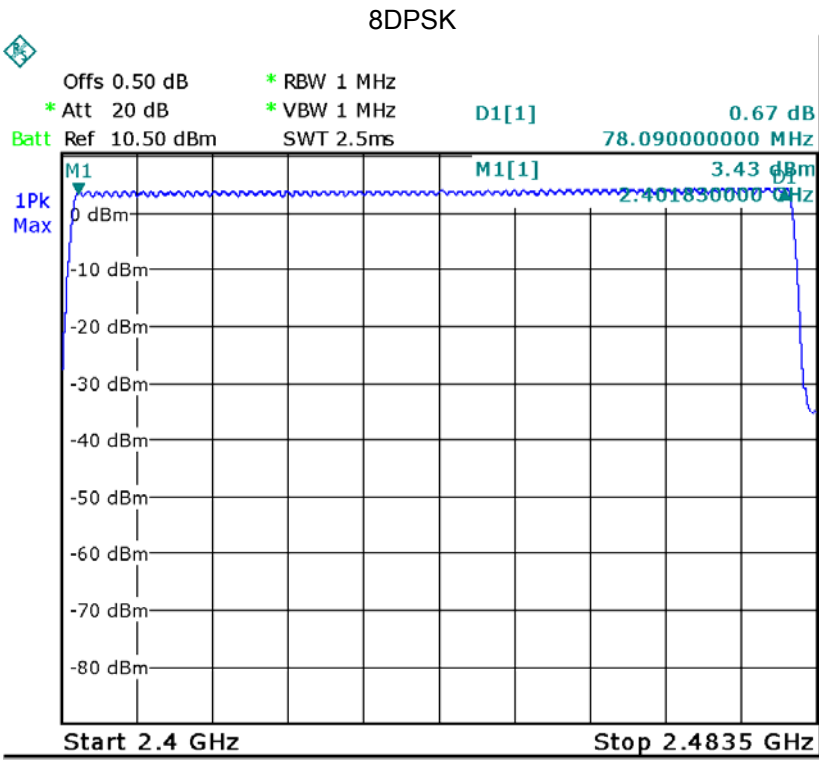 8DPSK
Offs 0.50 dB * RBW 1 MHz
* Att 20 dB * VBW 1 MHz D1[1] 0.67 dB
Batt Ref 10.50 dBm SWT 2.5ms 78.090000000 MHz
M1 M1[1] 3.43 dBm
D1
1Pk 2.401830000 GHz
Max 0 dBm
-10 dBm
-20 dBm
-30 dBm
-40 dBm
-50 dBm
-60 dBm
-70 dBm
-80 dBm
Start 2.4 GHz Stop 2.4835 GHz